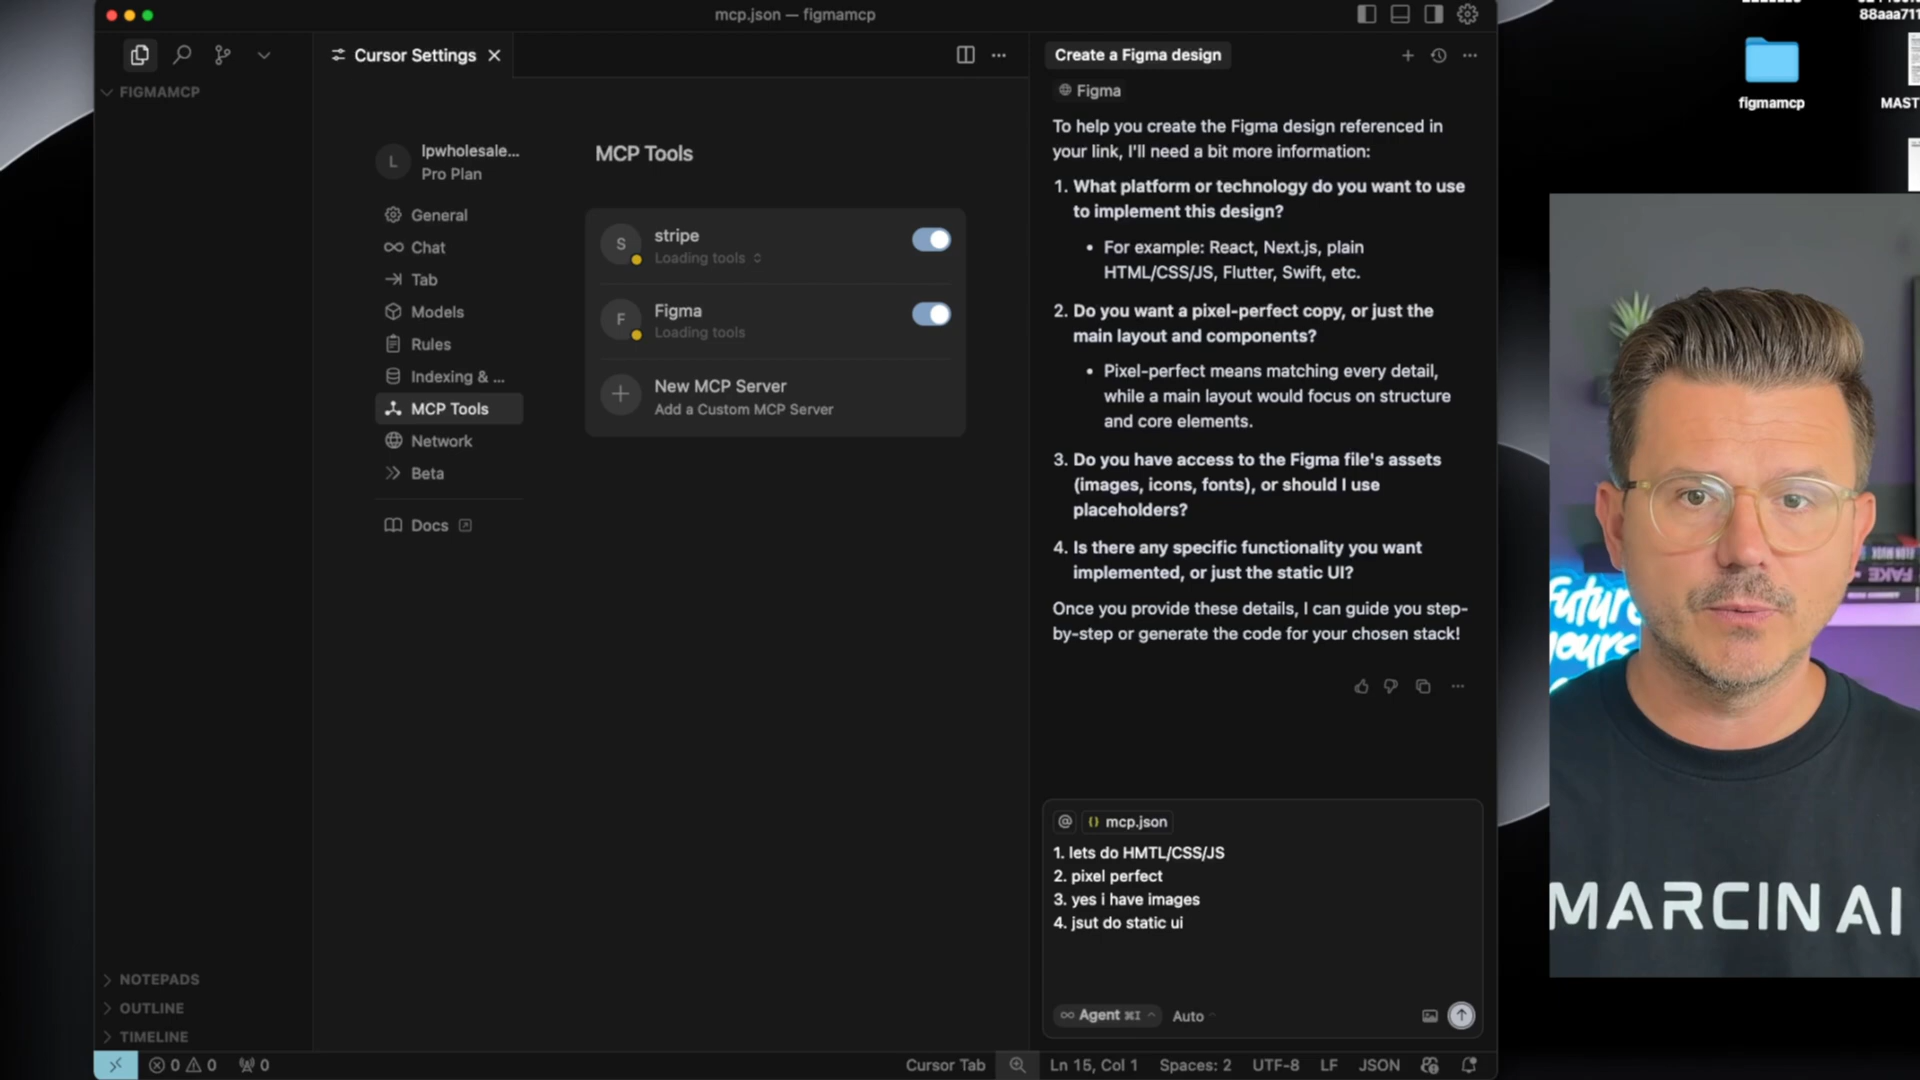 mcp.json — figmamcp
Cursor Settings
FIGMAMCP
lpwholesale...
Pro Plan
General
Chat
Tab
Models
Rules
Indexing & ...
MCP Tools
Network
Beta
Docs
MCP Tools
S
stripe
Loading tools
F
Figma
Loading tools
New MCP Server
Add a Custom MCP Server
L
NOTEPADS
OUTLINE
TIMELINE
Create a Figma design
Figma
To help you create the Figma design referenced in
your link, I'll need a bit more information:
1. What platform or technology do you want to use
to implement this design?
• For example: React, Next.js, plain
HTML/CSS/JS, Flutter, Swift, etc.
2. Do you want a pixel-perfect copy, or just the
main layout and components?
• Pixel-perfect means matching every detail,
while a main layout would focus on structure
and core elements.
3. Do you have access to the Figma file's assets
(images, icons, fonts), or should I use
placeholders?
4. Is there any specific functionality you want
implemented, or just the static UI?
Once you provide these details, I can guide you step-
by-step or generate the code for your chosen stack!
@ {} mcp.json
1. lets do HMTL/CSS/JS
2. pixel perfect
3. yes i have images
4. jsut do static ui
Agent ⌘I
Auto
0 0 0
Cursor Tab
Ln 15, Col 1
Spaces: 2
UTF-8
LF
JSON
88aaa711
figmamcp
MAST
future
yours
FAKE
MARCIN AI